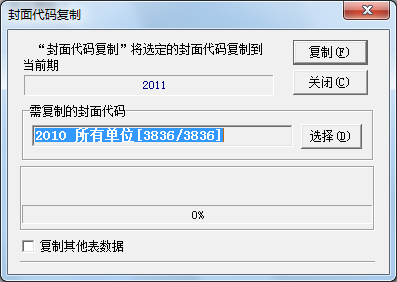 封面代码复制
“封面代码复制”将选定的封面代码复制到
当前期
复制(F)
2011
关闭(C)
需复制的封面代码
2010 所有单位[3836/3836]
选择(D)
0%
复制其他表数据